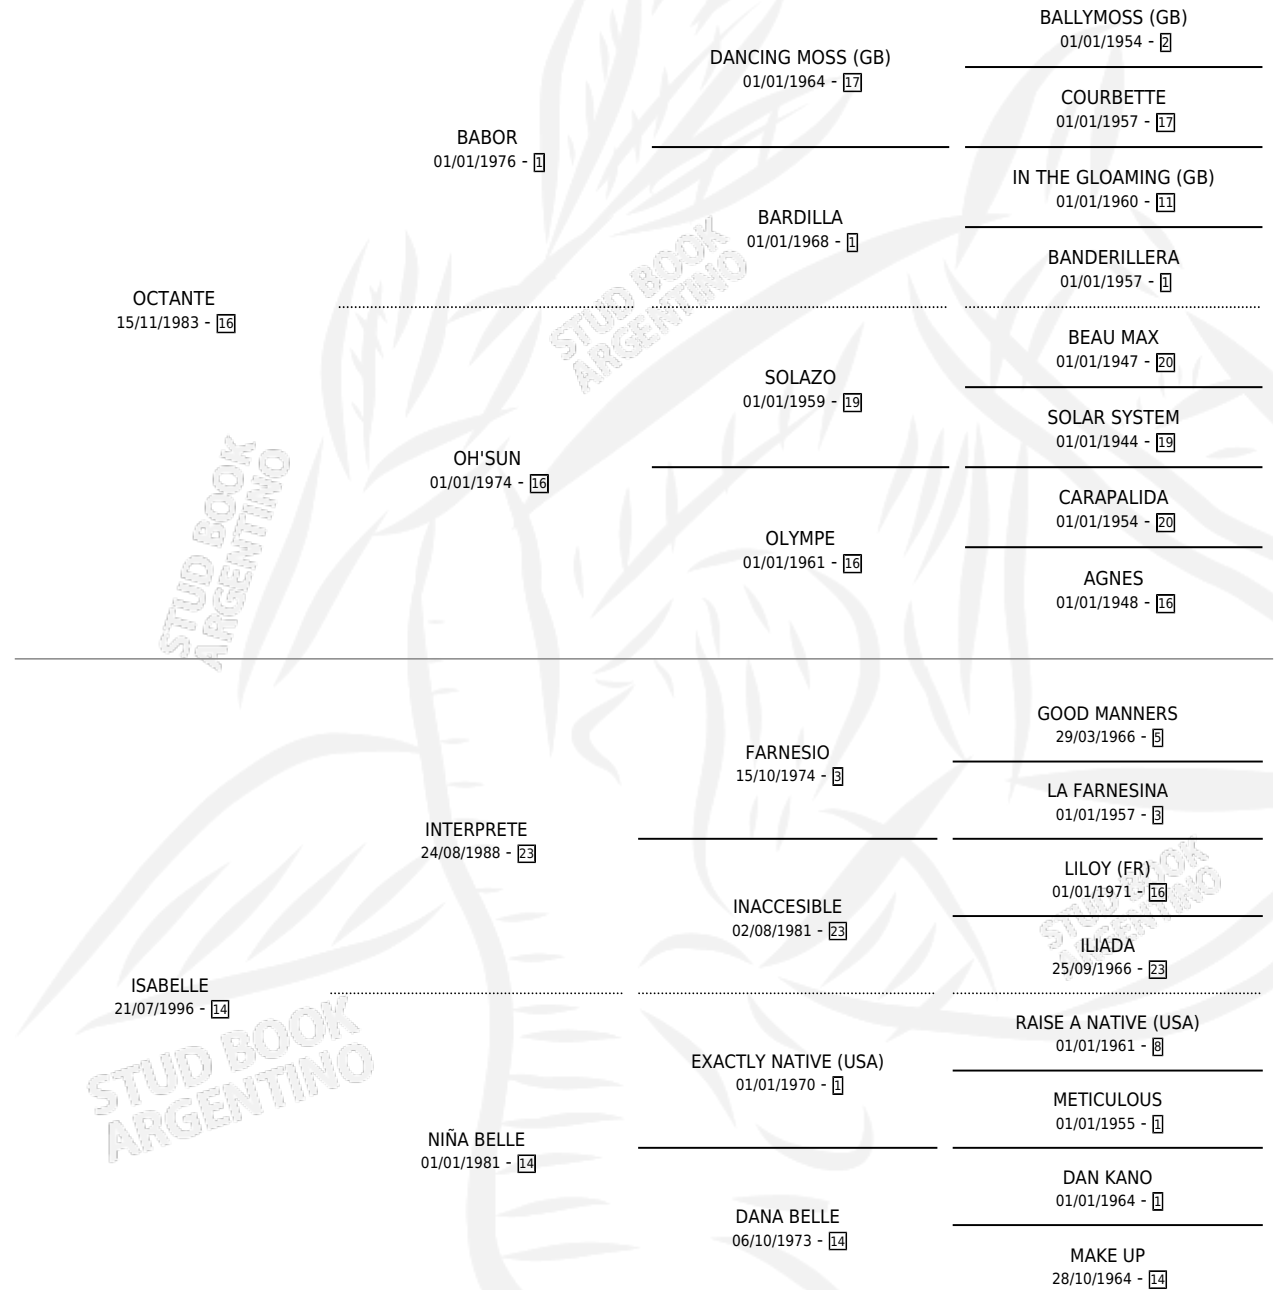 BALLYMOSS (GB)
01/01/1954 - 2
DANCING MOSS (GB)
01/01/1964 - 17
COURBETTE
01/01/1957 - 17
BABOR
01/01/1976 - 1
IN THE GLOAMING (GB)
01/01/1960 - 11
BARDILLA
01/01/1968 - 1
BANDERILLERA
01/01/1957 - 1
OCTANTE
15/11/1983 - 16
BEAU MAX
01/01/1947 - 20
SOLAZO
01/01/1959 - 19
SOLAR SYSTEM
01/01/1944 - 19
OH'SUN
01/01/1974 - 16
CARAPALIDA
01/01/1954 - 20
OLYMPE
01/01/1961 - 16
AGNES
01/01/1948 - 16
GOOD MANNERS
29/03/1966 - 5
FARNESIO
15/10/1974 - 3
LA FARNESINA
01/01/1957 - 3
INTERPRETE
24/08/1988 - 23
LILOY (FR)
01/01/1971 - 16
INACCESIBLE
02/08/1981 - 23
ILIADA
25/09/1966 - 23
ISABELLE
21/07/1996 - 14
RAISE A NATIVE (USA)
01/01/1961 - 8
EXACTLY NATIVE (USA)
01/01/1970 - 1
METICULOUS
01/01/1955 - 1
NIÑA BELLE
01/01/1981 - 14
DAN KANO
01/01/1964 - 1
DANA BELLE
06/10/1973 - 14
MAKE UP
28/10/1964 - 14
STUD BOOK
ARGENTINO
STUD BOOK
ARGENTINO
STUD BOOK
ARGENTINO
STUD BOOK
ARGENTINO